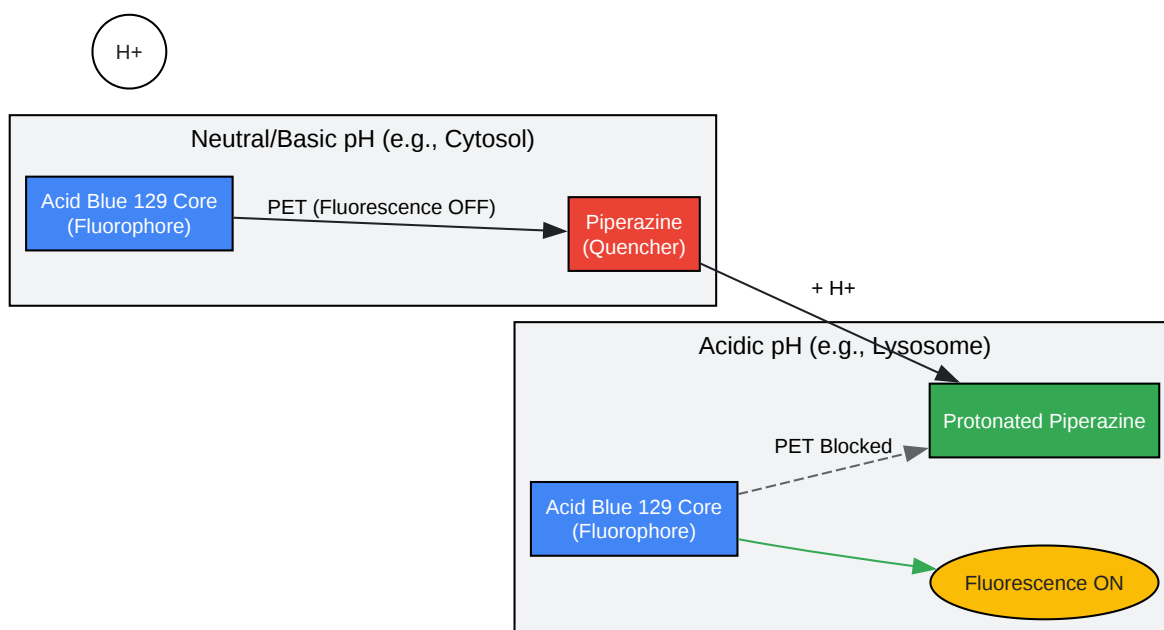 H+
Neutral/Basic pH (e.g., Cytosol)
Acid Blue 129 Core
(Fluorophore)
PET (Fluorescence OFF)
Piperazine
(Quencher)
+ H+
Acidic pH (e.g., Lysosome)
Protonated Piperazine
PET Blocked
Acid Blue 129 Core
(Fluorophore)
Fluorescence ON